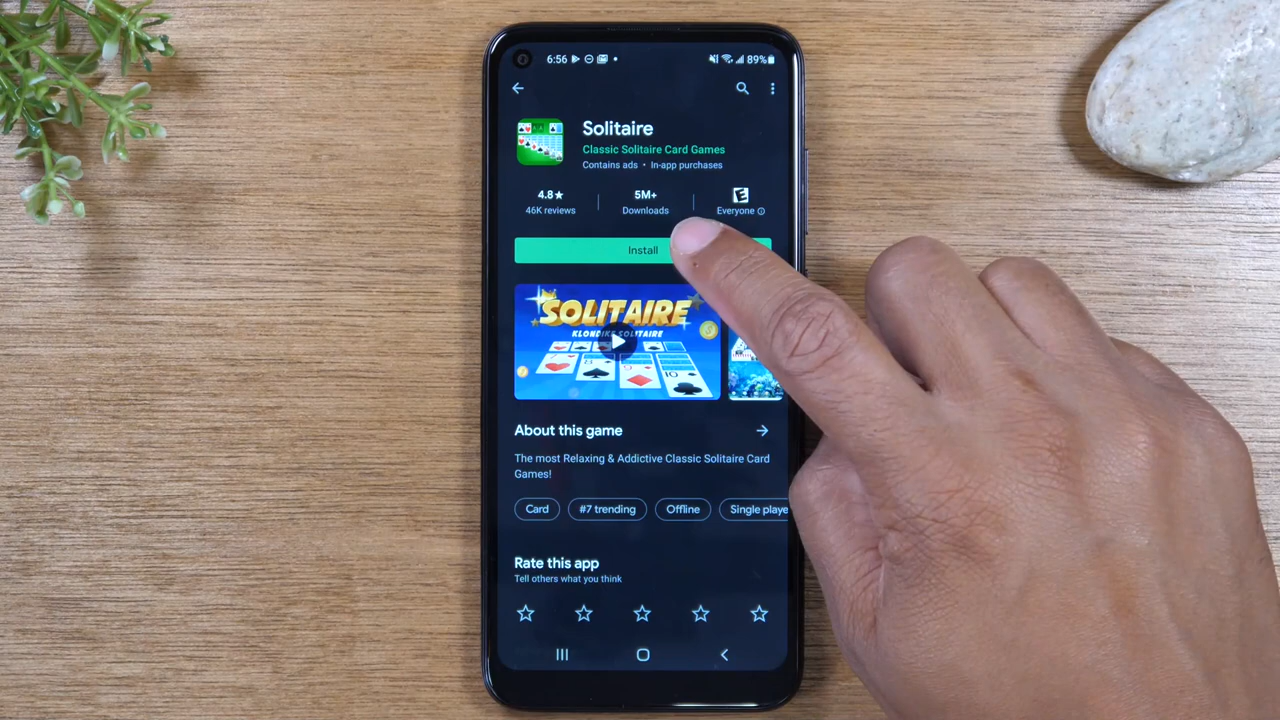 6:56
89%
Solitaire
Classic Solitaire Card Games
Contains ads • In-app purchases
4.8★
46K reviews
5M+
Downloads
E
Everyone
Install
SOLITAIRE
KLONDIKE SOLITAIRE
About this game
The most Relaxing & Addictive Classic Solitaire Card
Games!
Card
#7 trending
Offline
Single playe
Rate this app
Tell others what you think